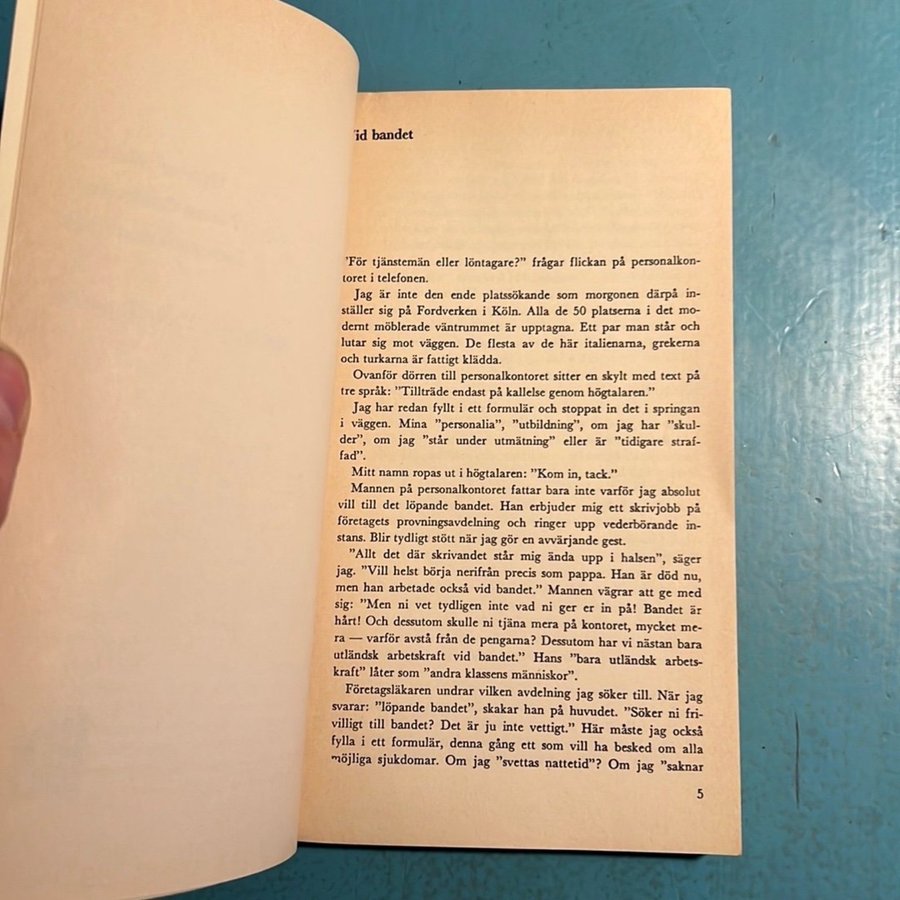 Vid bandet
"För tjänstemän eller löntagare?" frågar flickan på personalkon-
toret i telefonen.
Jag är inte den ende platssökande som morgonen därpå in-
ställer sig på Fordverken i Köln. Alla de 50 platserna i det mo-
dernt möblerade väntrummet är upptagna. Ett par man står och
lutar sig mot väggen. De flesta av de här italienarna, grekerna
och turkarna är fattigt klädda.
Ovanför dörren till personalkontoret sitter en skylt med text på
tre språk: "Tillträde endast på kallelse genom högtalaren."
Jag har redan fyllt i ett formulär och stoppat in det i springan
i väggen. Mina "personalia", "utbildning", om jag har "skul-
der", om jag "står under utmätning" eller är "tidigare straf-
fad".
Mitt namn ropas ut i högtalaren: "Kom in, tack."
Mannen på personalkontoret fattar bara inte varför jag absolut
vill till det löpande bandet. Han erbjuder mig ett skrivjobb på
företagets provningsavdelning och ringer upp vederbörande in-
stans. Blir tydligt stött när jag gör en avvärjande gest.
"Allt det där skrivandet står mig ända upp i halsen", säger
jag. "Vill helst börja nerifrån precis som pappa. Han är död nu,
men han arbetade också vid bandet." Mannen vägrar att ge med
sig: "Men ni vet tydligen inte vad ni ger er in på! Bandet är
hårt! Och dessutom skulle ni tjäna mera på kontoret, mycket me-
ra — varför avstå från de pengarna? Dessutom har vi nästan bara
utländsk arbetskraft vid bandet." Hans "bara utländsk arbets-
kraft" låter som "andra klassens människor".
Företagsläkaren undrar vilken avdelning jag söker till. När jag
svarar: "löpande bandet", skakar han på huvudet. "Söker ni fri-
villigt till bandet? Det är ju inte vettigt." Här måste jag också
fylla i ett formulär, denna gång ett som vill ha besked om alla
möjliga sjukdomar. Om jag "svettas nattetid"? Om jag "saknar
5